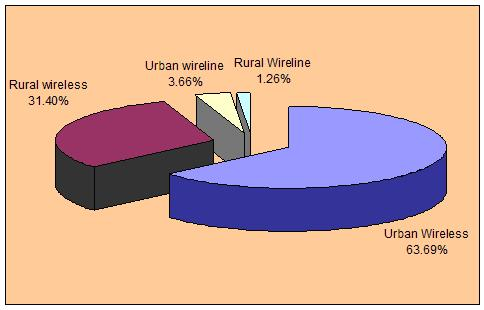 Urban wireline
3.66%
Rural Wireline
1.26%
Rural wireless
31.40%
Urban Wireless
63.69%